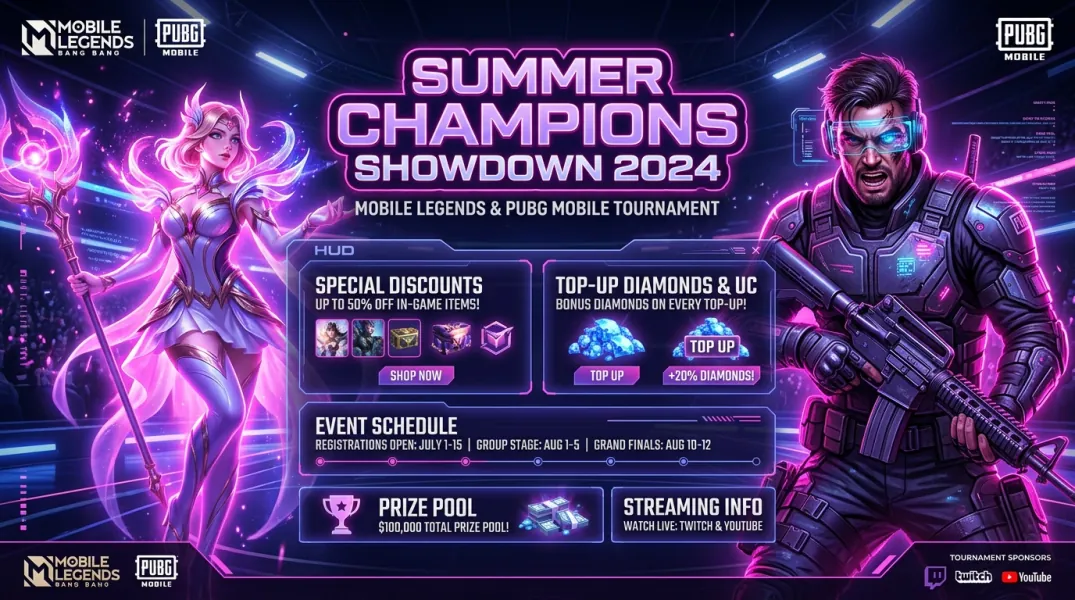 MOBILE
LEGENDS
BANG BANG
PUBG
MOBILE
PUBG
MOBILE
SUMMER
CHAMPIONS
SHOWDOWN 2024
MOBILE LEGENDS & PUBG MOBILE TOURNAMENT
HUD
SPECIAL DISCOUNTS
UP TO 50% OFF IN-GAME ITEMS!
SHOP NOW
TOP-UP DIAMONDS & UC
BONUS DIAMONDS ON EVERY TOP-UP!
TOP UP
TOP UP
+20% DIAMONDS!
EVENT SCHEDULE
REGISTRATIONS OPEN: JULY 1-15 | GROUP STAGE: AUG 1-5 | GRAND FINALS: AUG 10-12
PRIZE POOL
$100,000 TOTAL PRIZE POOL!
STREAMING INFO
WATCH LIVE: TWITCH & YOUTUBE
MOBILE
LEGENDS
BANG BANG
PUBG
MOBILE
TOURNAMENT SPONSORS
twitch
YouTube